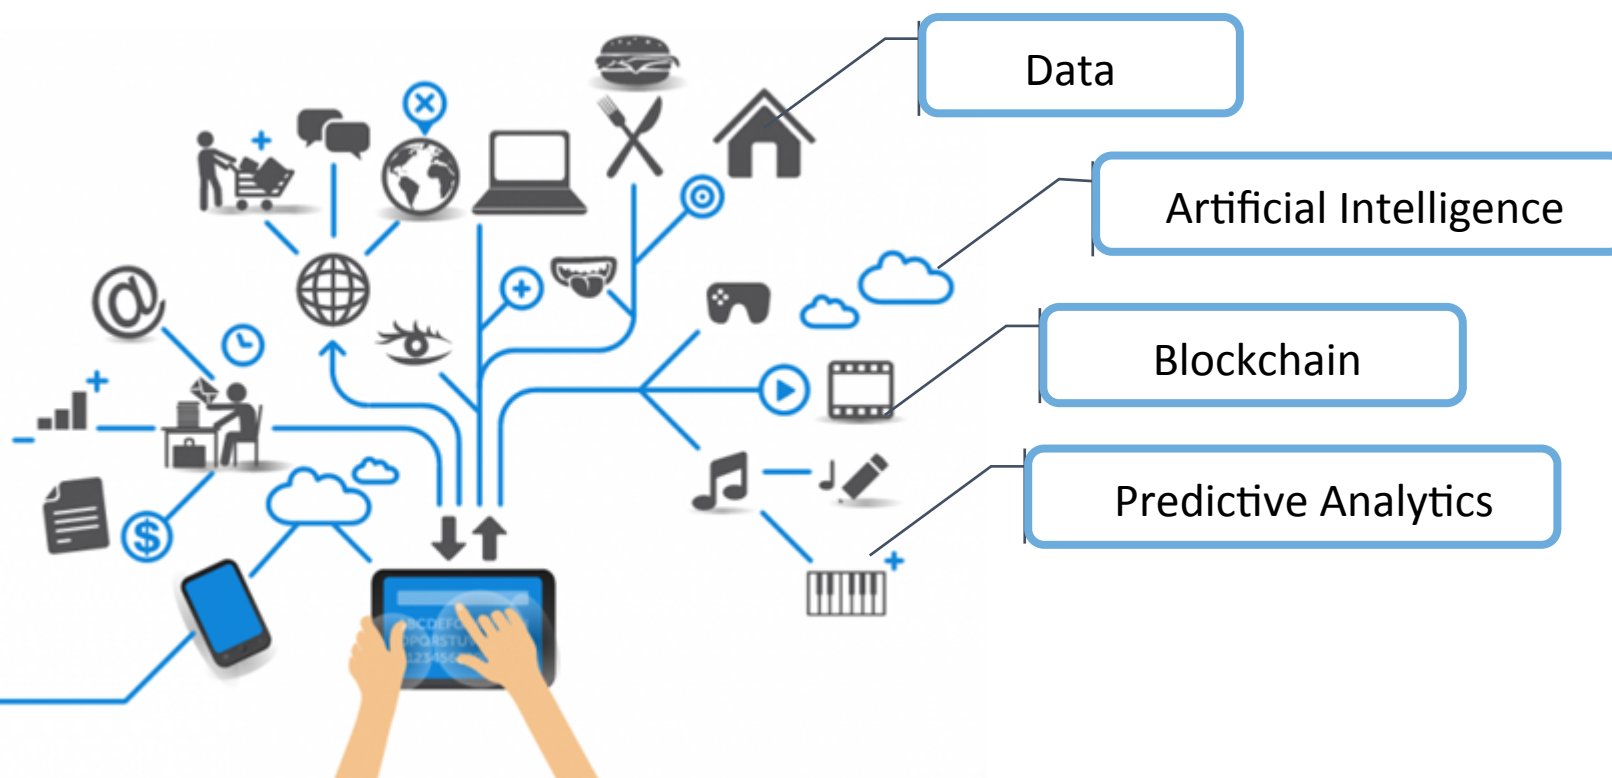 Data
Artificial Intelligence
Blockchain
Predictive Analytics
@
$